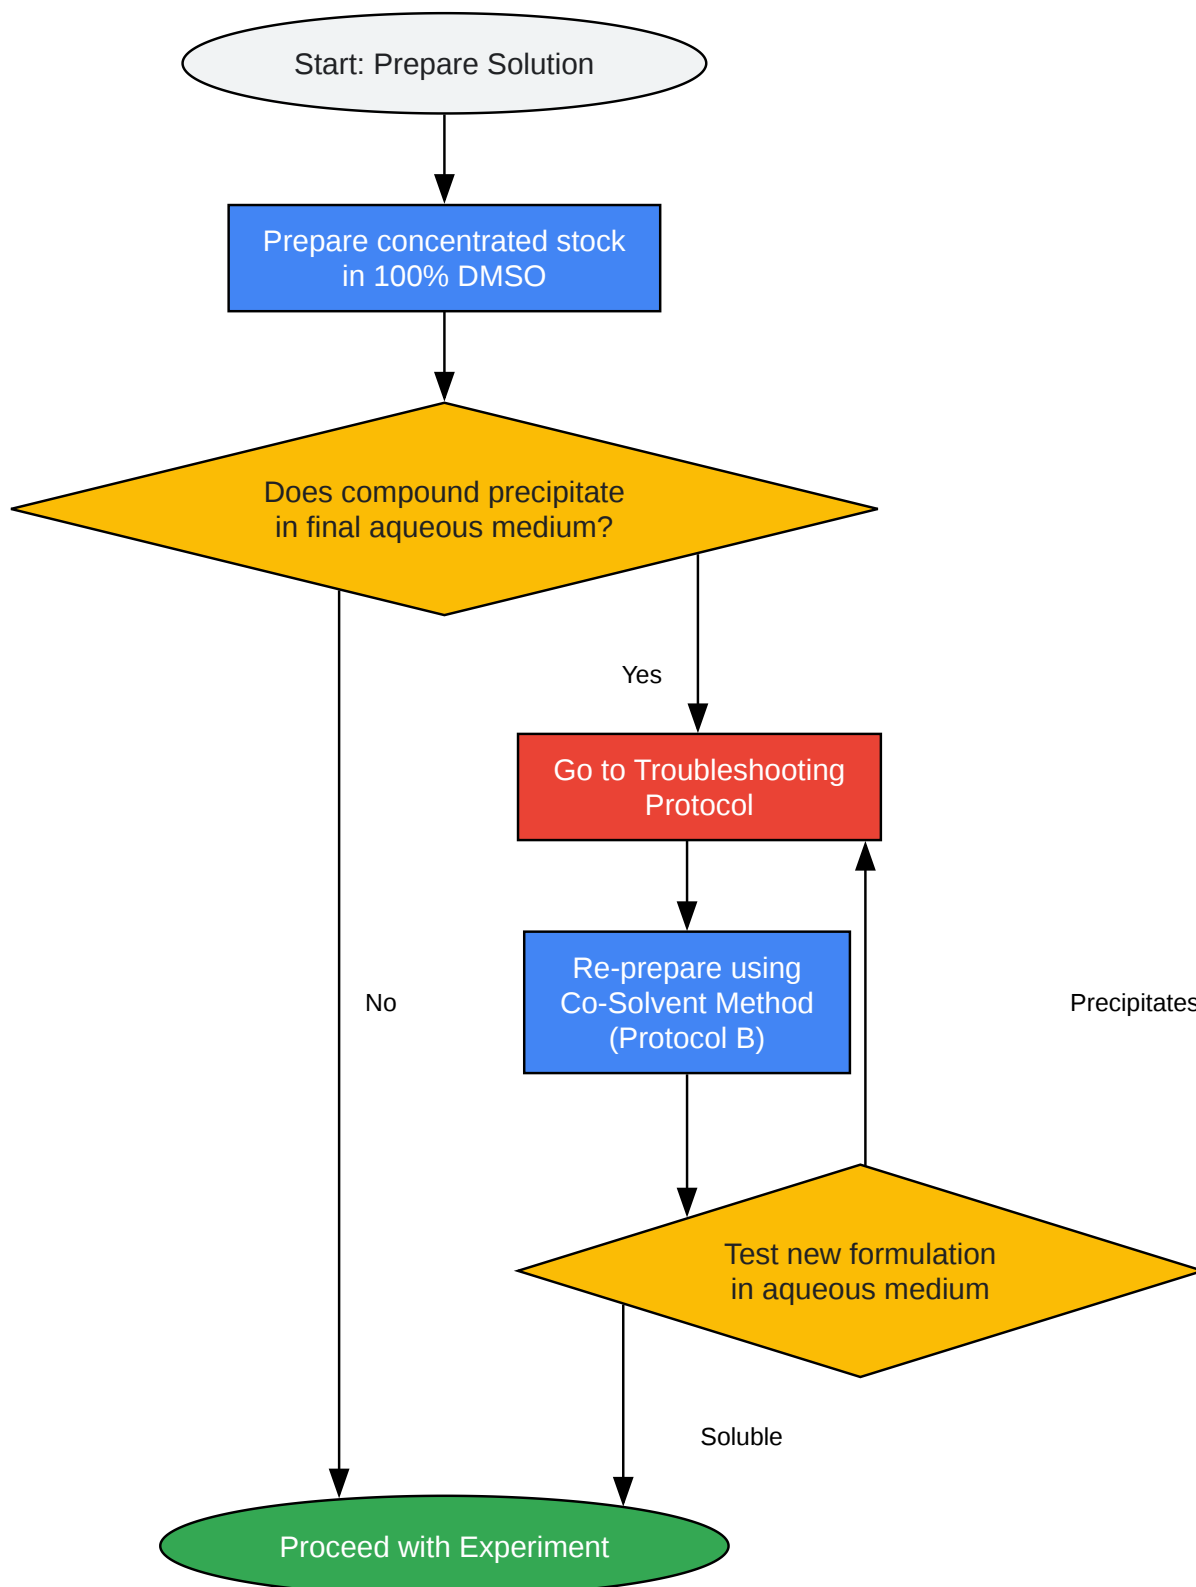 Start: Prepare Solution
Prepare concentrated stock
in 100% DMSO
Does compound precipitate
in final aqueous medium?
Yes
Go to Troubleshooting
Protocol
Re-prepare using
Co-Solvent Method
(Protocol B)
No
Precipitates
Test new formulation
in aqueous medium
Soluble
Proceed with Experiment